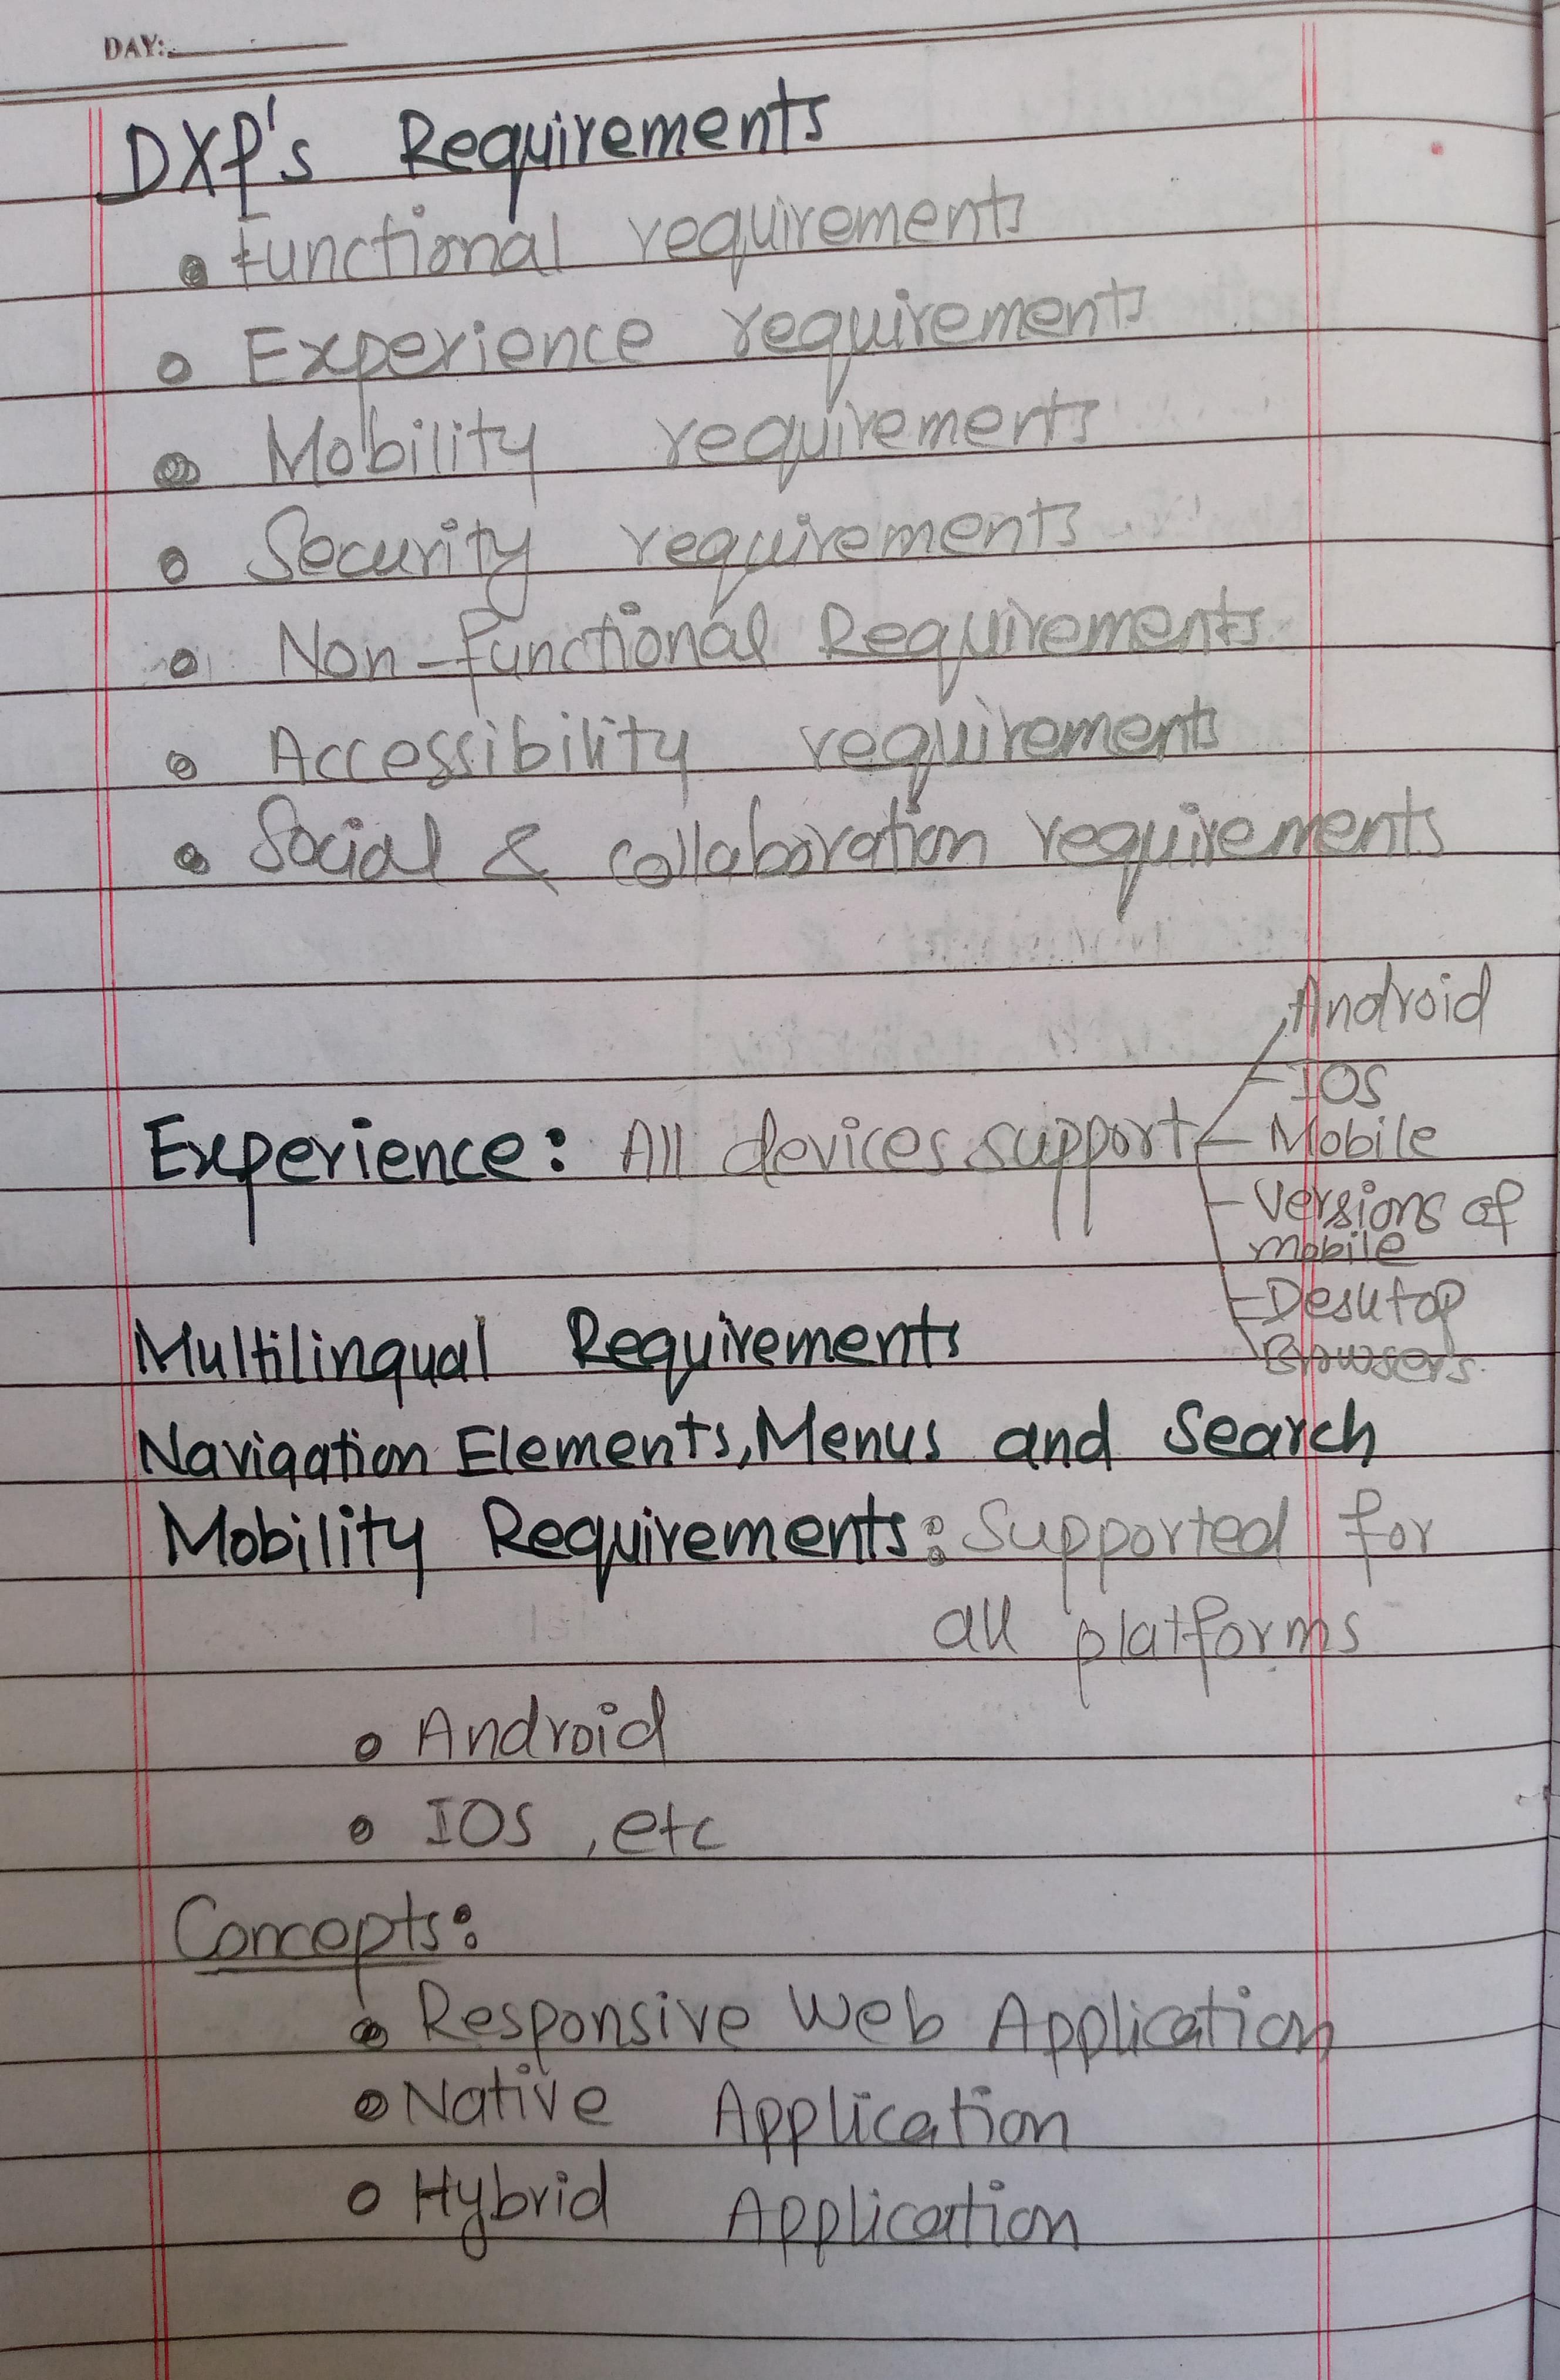 DAY:
DXP's Requirements
Functional requirements
Experience requirements
Mobility requirements
Security requirements
Non-functional Requirements
Accessibility requirements
Social & collaboration requirements
Experience: All devices support
Android
IOS
Mobile
Versions of
mobile
Desktop
Browsers.
Multilingual Requirements
Navigation Elements, Menus and Search
Mobility Requirements: Supported for
all platforms
Android
IOS, etc
Concepts:
Responsive Web Application
Native Application
Hybrid Application